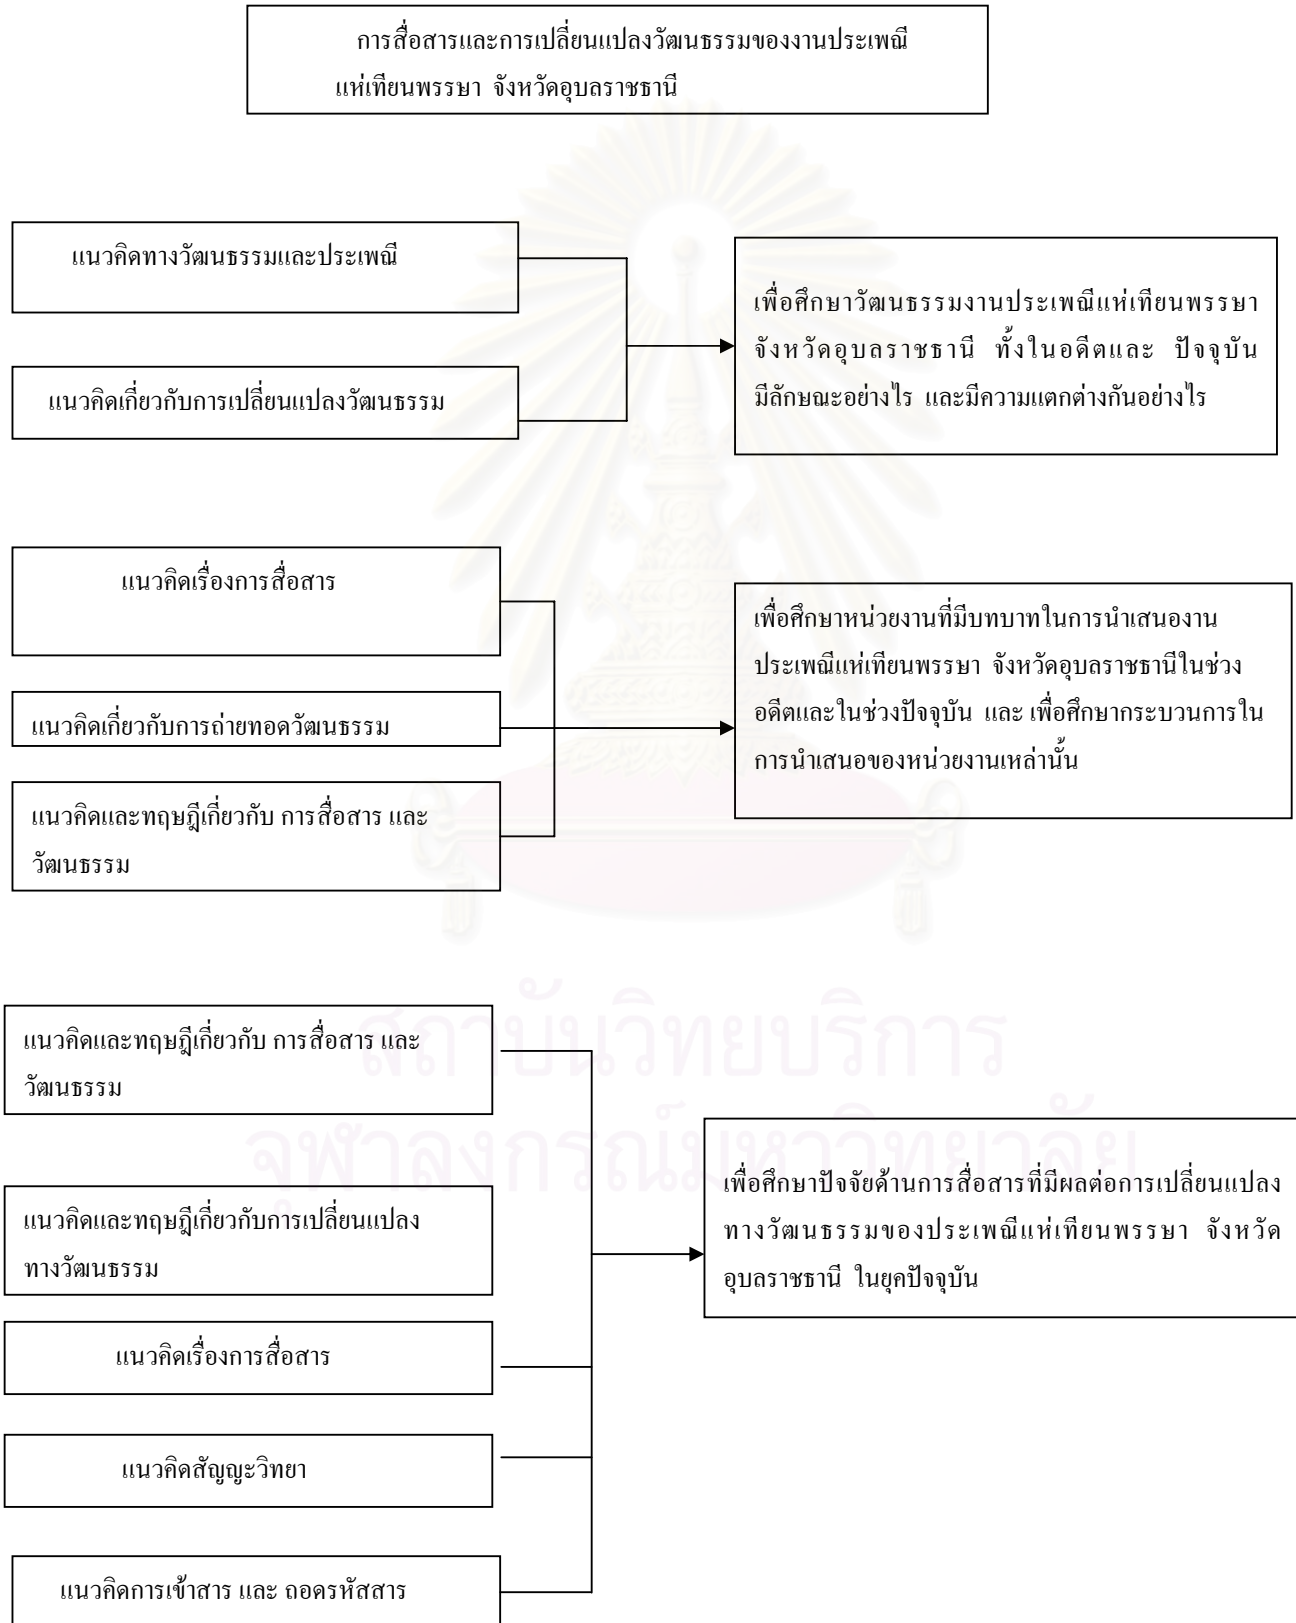 การสื่อสารและการเปลี่ยนแปลงวัฒนธรรมของงานประเพณี
แห่เทียนพรรษา จังหวัดอุบลราชธานี
แนวคิดทางวัฒนธรรมและประเพณี
แนวคิดเกี่ยวกับการเปลี่ยนแปลงวัฒนธรรม
เพื่อศึกษาวัฒนธรรมงานประเพณีแห่เทียนพรรษา
จังหวัดอุบลราชธานี ทั้งในอดีตและ ปัจจุบัน
มีลักษณะอย่างไร และมีความแตกต่างกันอย่างไร
แนวคิดเรื่องการสื่อสาร
แนวคิดเกี่ยวกับการถ่ายทอดวัฒนธรรม
แนวคิดและทฤษฎีเกี่ยวกับ การสื่อสาร และ
วัฒนธรรม
เพื่อศึกษาหน่วยงานที่มีบทบาทในการนำเสนองาน
ประเพณีแห่เทียนพรรษา จังหวัดอุบลราชธานีในช่วง
อดีตและในช่วงปัจจุบัน และ เพื่อศึกษากระบวนการใน
การนำเสนอของหน่วยงานเหล่านั้น
สถาบันวิทยบริการ
จุฬาลงกรณ์มหาวิทยาลัย
แนวคิดและทฤษฎีเกี่ยวกับ การสื่อสาร และ
วัฒนธรรม
แนวคิดและทฤษฎีเกี่ยวกับการเปลี่ยนแปลง
ทางวัฒนธรรม
แนวคิดเรื่องการสื่อสาร
แนวคิดสัญญะวิทยา
แนวคิดการเข้าสาร และ ถอดรหัสสาร
เพื่อศึกษาปัจจัยด้านการสื่อสารที่มีผลต่อการเปลี่ยนแปลง
ทางวัฒนธรรมของประเพณีแห่เทียนพรรษา จังหวัด
อุบลราชธานี ในยุคปัจจุบัน